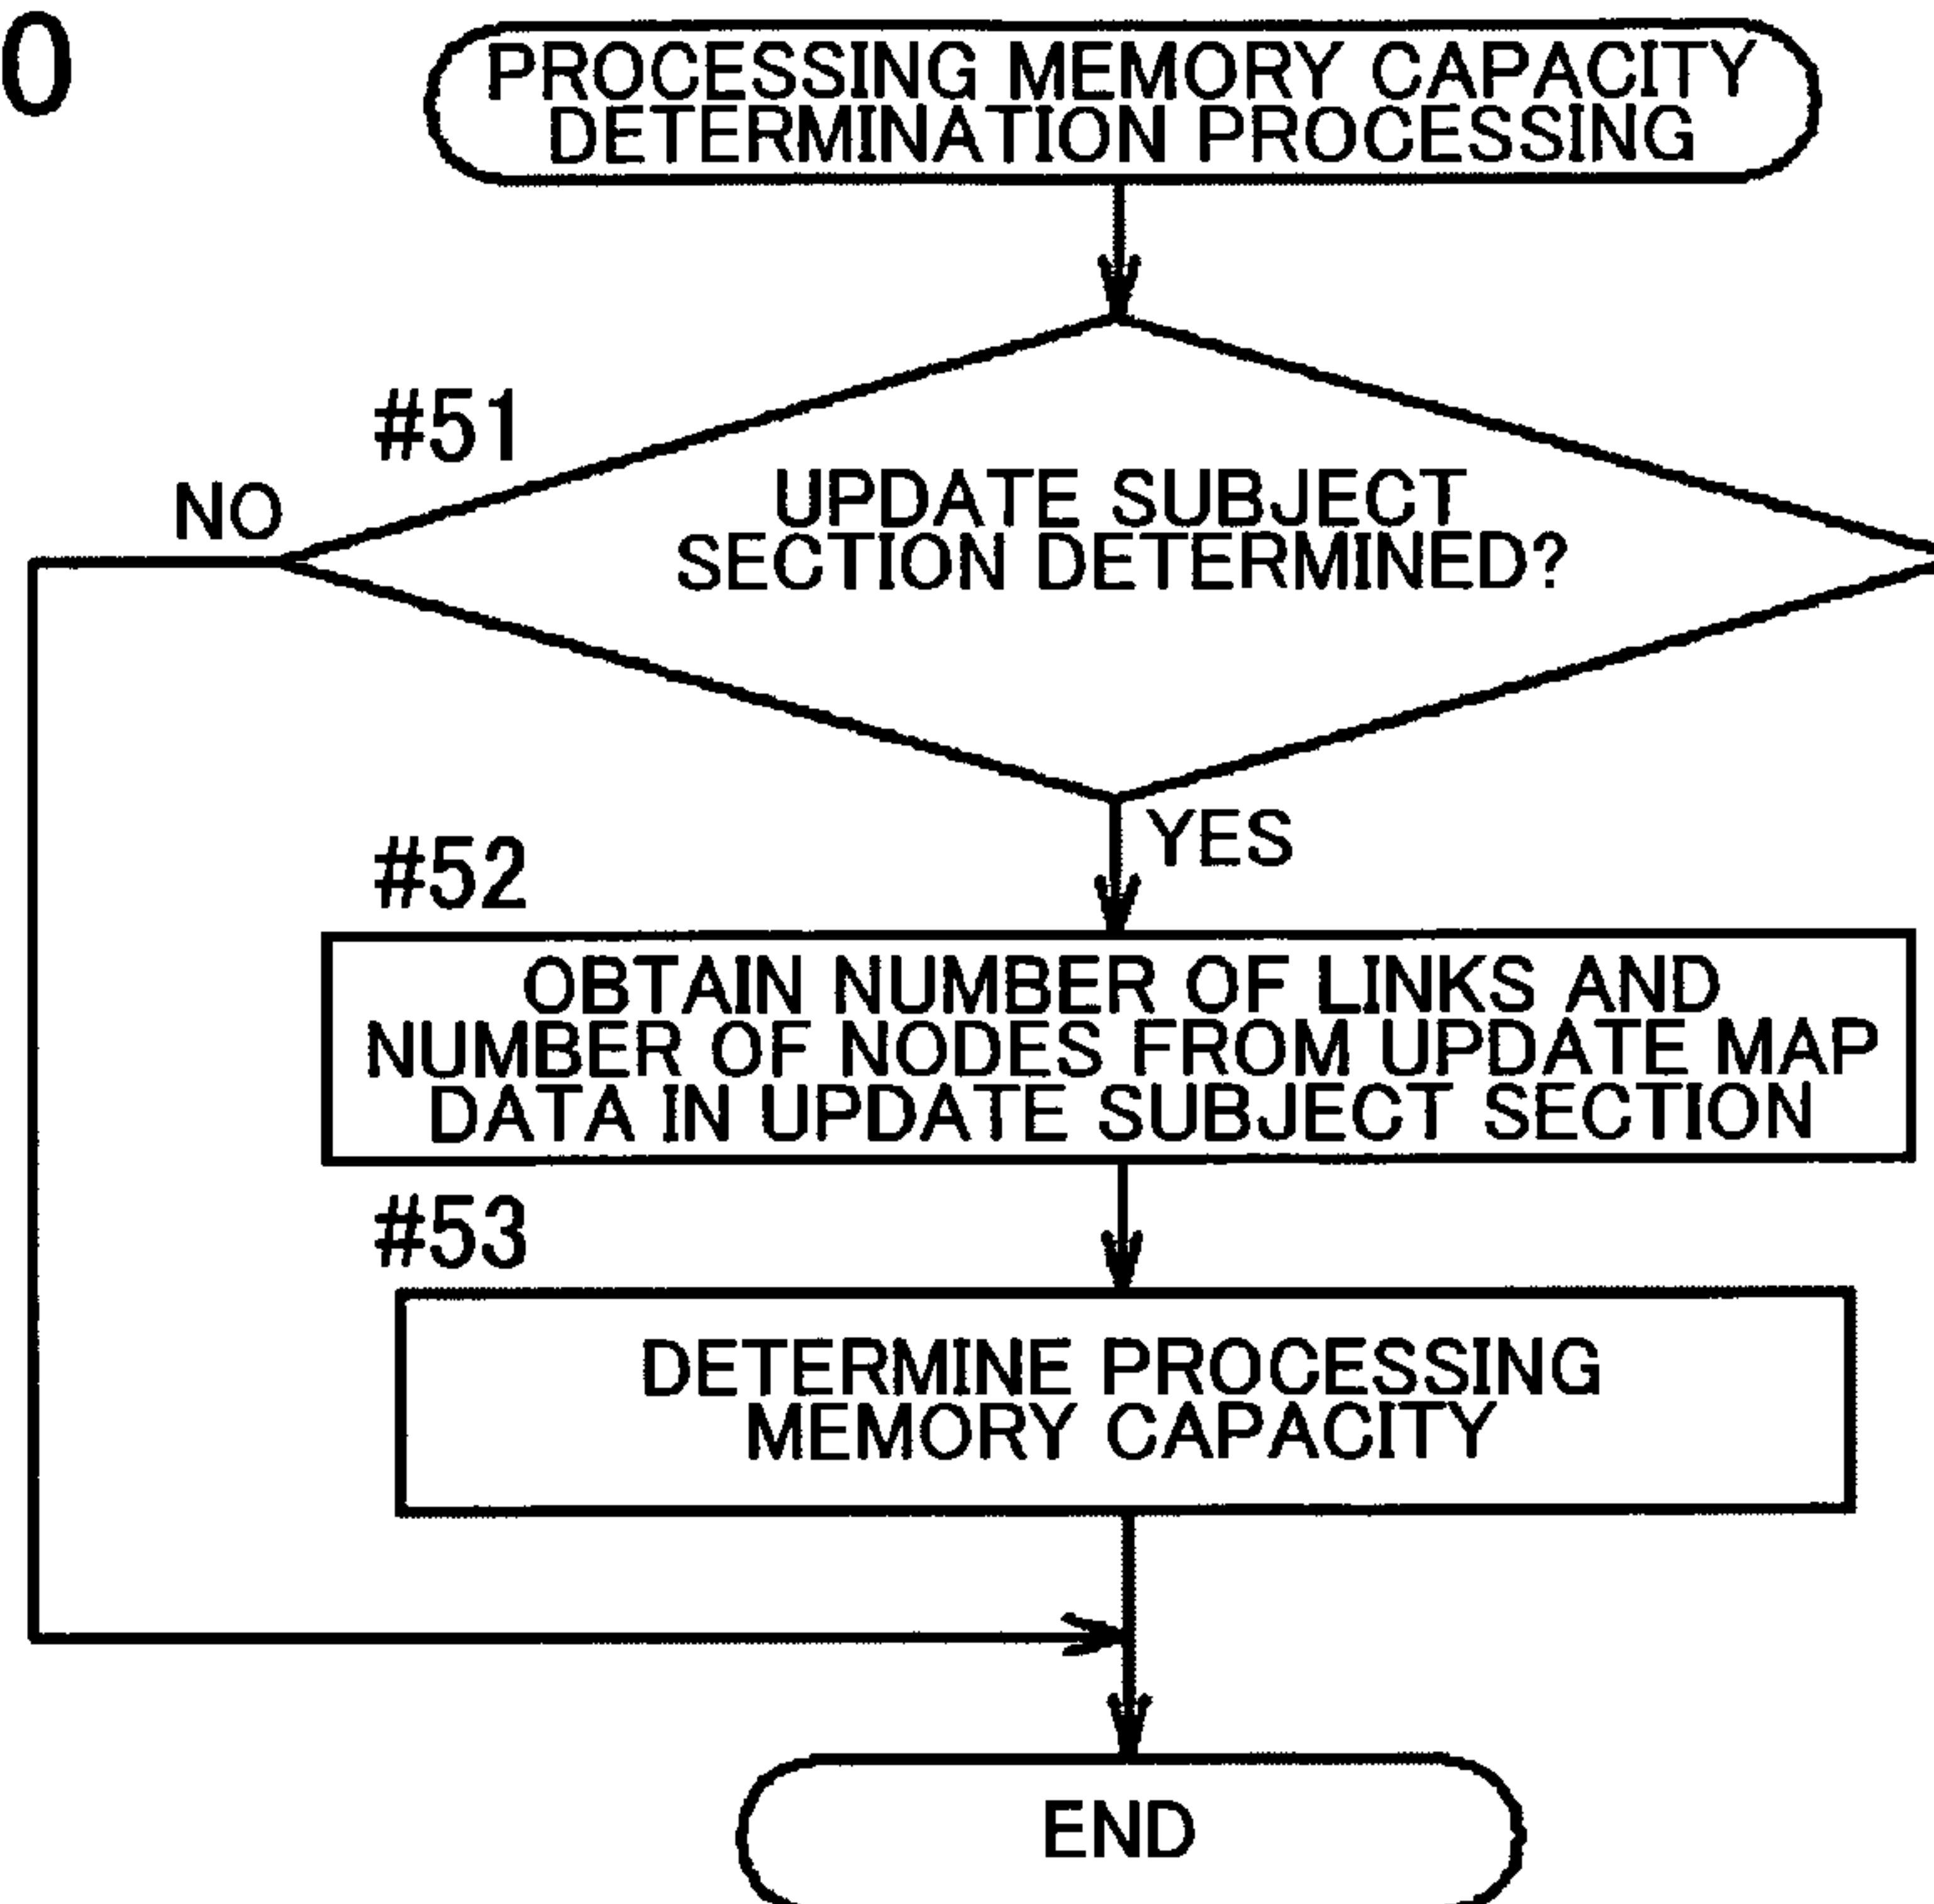 0
PROCESSING MEMORY CAPACITY
DETERMINATION PROCESSING
#51
NO
UPDATE SUBJECT
SECTION DETERMINED?
YES
#52
OBTAIN NUMBER OF LINKS AND
NUMBER OF NODES FROM UPDATE MAP
DATA IN UPDATE SUBJECT SECTION
#53
DETERMINE PROCESSING
MEMORY CAPACITY
END